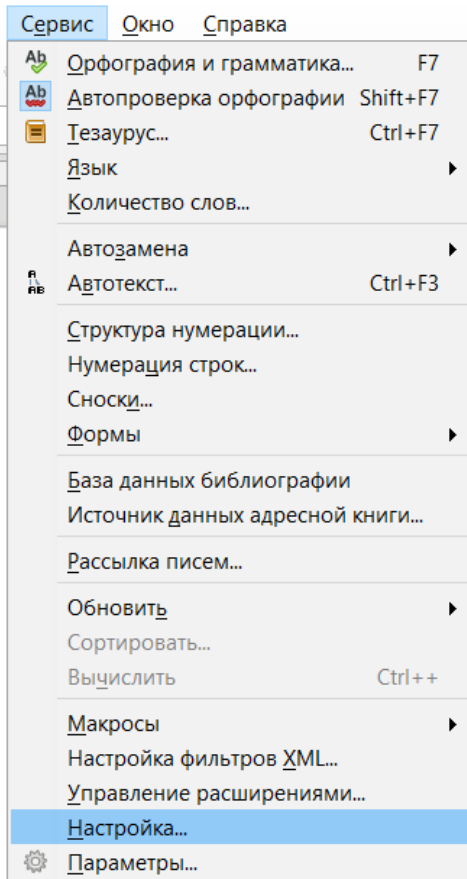 Сервис Окно Справка
Орфография и грамматика... F7
Автопроверка орфографии Shift+F7
Тезаурус... Ctrl+F7
Язык
Количество слов...
Автозамена
Автотекст... Ctrl+F3
Структура нумерации...
Нумерация строк...
Сноски...
Формы
База данных библиографии
Источник данных адресной книги...
Рассылка писем...
Обновить
Сортировать...
Вычислить Ctrl++
Макросы
Настройка фильтров XML...
Управление расширениями...
Настройка...
Параметры...